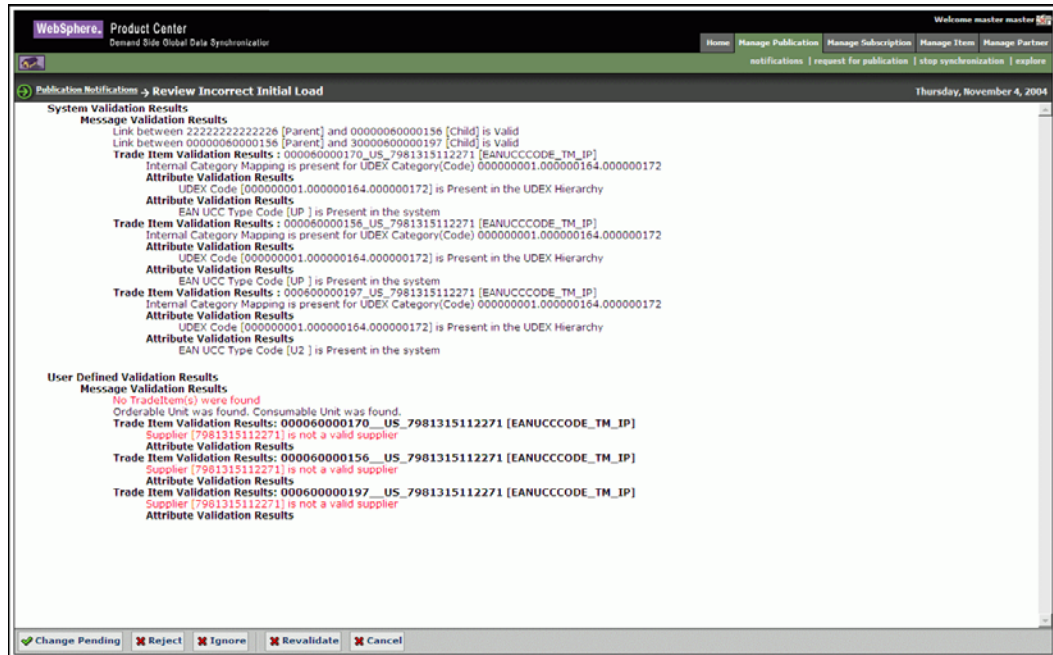 Welcome master master
WebSphere. Product Center
Demand Side Global Data Synchronization
Home Manage Publication Manage Subscription Manage Item Manage Partner
notifications | request for publication | stop synchronization | explore
Publication Notifications → Review Incorrect Initial Load Thursday, November 4, 2004
System Validation Results
Message Validation Results
Link between 22222222222226 [Parent] and 00000060000156 [Child] is Valid
Link between 00000060000156 [Parent] and 30000060000197 [Child] is Valid
Trade Item Validation Results : 000060000170_US_7981315112271 [EANUCCCODE_TM_IP]
Internal Category Mapping is present for UDEX Category(Code) 000000001.000000164.000000172
Attribute Validation Results
UDEX Code [000000001.000000164.000000172] is Present in the UDEX Hierarchy
Attribute Validation Results
EAN UCC Type Code [UP ] is Present in the system
Trade Item Validation Results : 000060000156_US_7981315112271 [EANUCCCODE_TM_IP]
Internal Category Mapping is present for UDEX Category(Code) 000000001.000000164.000000172
Attribute Validation Results
UDEX Code [000000001.000000164.000000172] is Present in the UDEX Hierarchy
Attribute Validation Results
EAN UCC Type Code [UP ] is Present in the system
Trade Item Validation Results : 000600000197_US_7981315112271 [EANUCCCODE_TM_IP]
Internal Category Mapping is present for UDEX Category(Code) 000000001.000000164.000000172
Attribute Validation Results
UDEX Code [000000001.000000164.000000172] is Present in the UDEX Hierarchy
Attribute Validation Results
EAN UCC Type Code [U2 ] is Present in the system
User Defined Validation Results
Message Validation Results
No TradeItem(s) were found
Orderable Unit was found. Consumable Unit was found.
Trade Item Validation Results: 000060000170__US_7981315112271 [EANUCCCODE_TM_IP]
Supplier [7981315112271] is not a valid supplier
Attribute Validation Results
Trade Item Validation Results: 000060000156__US_7981315112271 [EANUCCCODE_TM_IP]
Supplier [7981315112271] is not a valid supplier
Attribute Validation Results
Trade Item Validation Results: 000600000197__US_7981315112271 [EANUCCCODE_TM_IP]
Supplier [7981315112271] is not a valid supplier
Attribute Validation Results
Change Pending Reject Ignore Revalidate Cancel